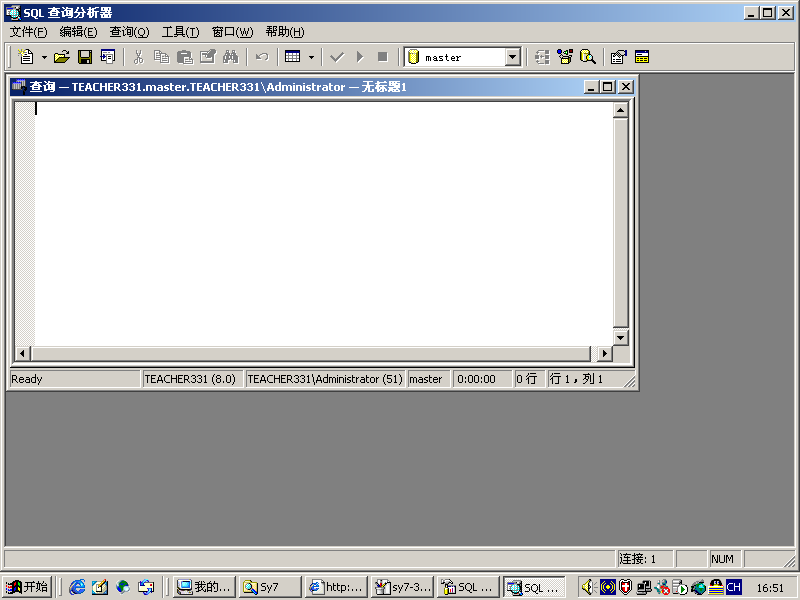 SQL 查询分析器
文件(F) 编辑(E) 查询(Q) 工具(T) 窗口(W) 帮助(H)
master
查询 — TEACHER331.master.TEACHER331\Administrator — 无标题1
Ready TEACHER331 (8.0) TEACHER331\Administrator (51) master 0:00:00 0 行 行 1，列 1
连接: 1 NUM
开始 我的... Sy7 http:... sy7-3... SQL ... SQL ... CH 16:51